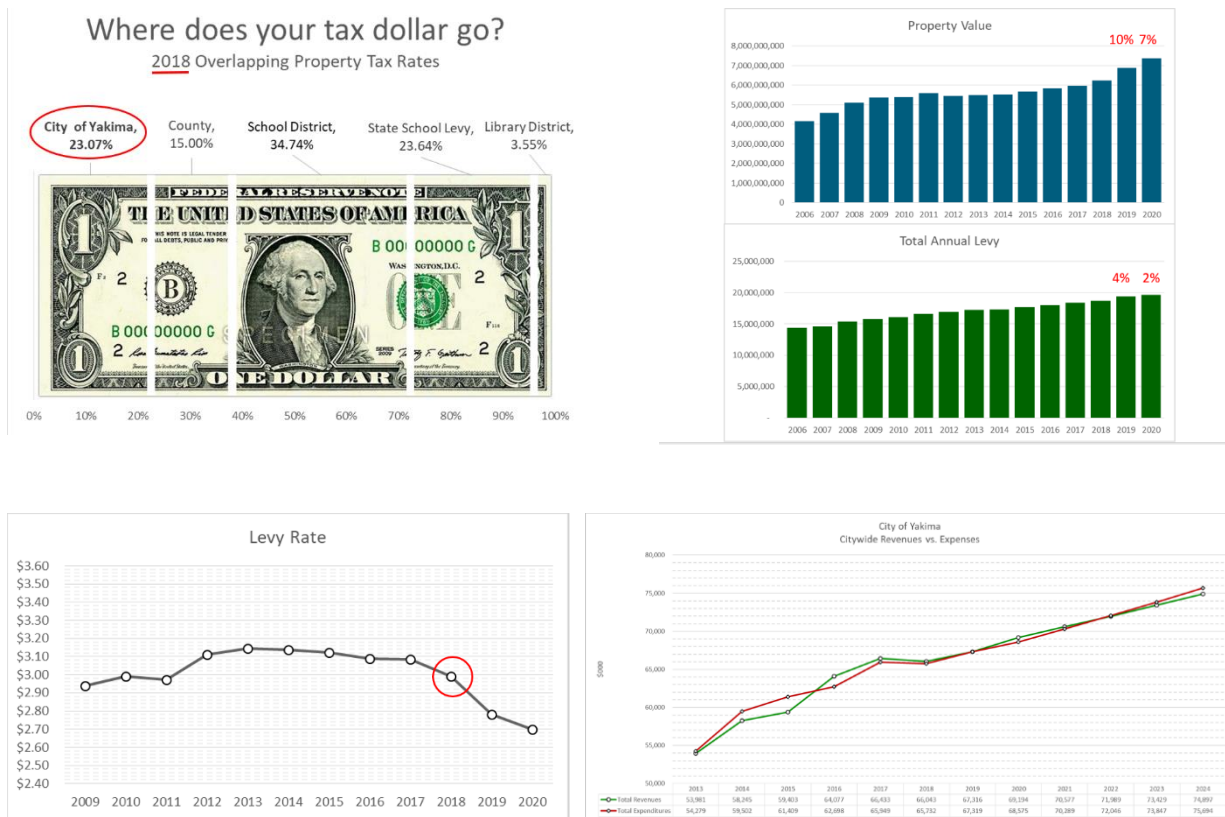 Where does your tax dollar go?
2018 Overlapping Property Tax Rates
City of Yakima,
23.07%
County,
15.00%
School District,
34.74%
State School Levy,
23.64%
Library District,
3.55%
FEDERAL RESERVE NOTE
THE UNITED STATES OF AMERICA
THIS NOTE IS LEGAL TENDER
B 00000000 G
WASHINGTON, D.C.
2
2
B
B 00000000 G
SPECIMEN
2
2
SERIES
2009
ONE DOLLAR
0% 10% 20% 30% 40% 50% 60% 70% 80% 90% 100%
Property Value
10% 7%
8,000,000,000
7,000,000,000
6,000,000,000
5,000,000,000
4,000,000,000
3,000,000,000
2,000,000,000
1,000,000,000
0
2006 2007 2008 2009 2010 2011 2012 2013 2014 2015 2016 2017 2018 2019 2020
Total Annual Levy
25,000,000
4% 2%
20,000,000
15,000,000
10,000,000
5,000,000
-
2006 2007 2008 2009 2010 2011 2012 2013 2014 2015 2016 2017 2018 2019 2020
Levy Rate
$3.60
$3.50
$3.40
$3.30
$3.20
$3.10
$3.00
$2.90
$2.80
$2.70
$2.60
$2.50
$2.40
2009 2010 2011 2012 2013 2014 2015 2016 2017 2018 2019 2020
City of Yakima
Citywide Revenues vs. Expenses
80,000
75,000
70,000
65,000
60,000
55,000
50,000
$000
2013 2014 2015 2016 2017 2018 2019 2020 2021 2022 2023 2024
Total Revenues 53,981 58,245 59,403 64,077 66,433 66,043 67,316 69,194 70,577 71,989 73,429 74,897
Total Expenditures 54,279 59,502 61,409 62,698 65,949 65,732 67,319 68,575 70,289 72,046 73,847 75,694